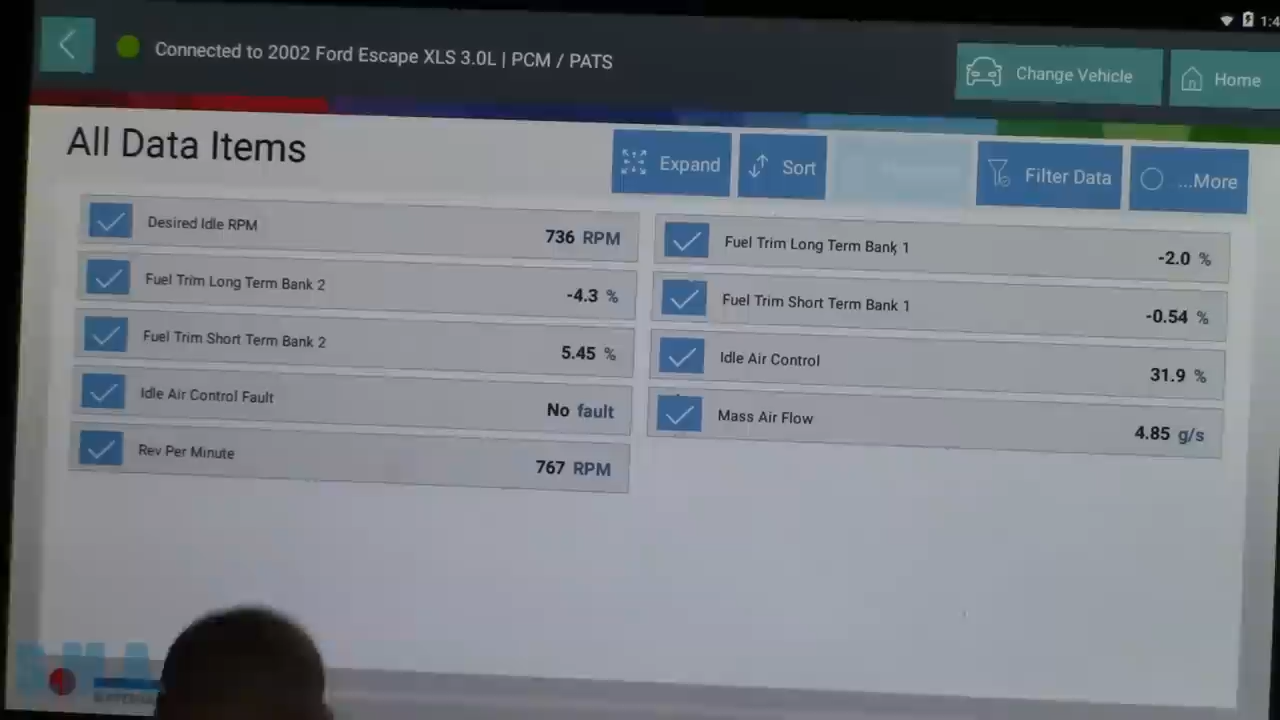 1:4
Connected to 2002 Ford Escape XLS 3.0L | PCM / PATS
Change Vehicle
Home
All Data Items
Expand
Sort
Filter Data
...More
Desired Idle RPM 736 RPM
Fuel Trim Long Term Bank 1 -2.0 %
Fuel Trim Long Term Bank 2 -4.3 %
Fuel Trim Short Term Bank 1 -0.54 %
Fuel Trim Short Term Bank 2 5.45 %
Idle Air Control 31.9 %
Idle Air Control Fault No fault
Mass Air Flow 4.85 g/s
Rev Per Minute 767 RPM